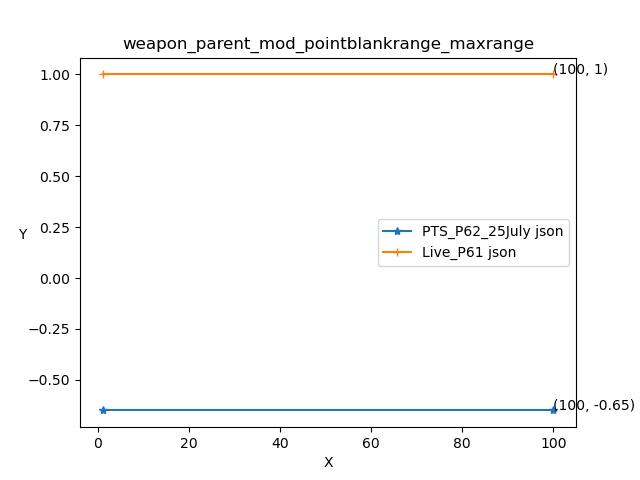 weapon_parent_mod_pointblankrange_maxrange
1.00
0.75
0.50
0.25
0.00
−0.25
−0.50
Y
(100, 1)
PTS_P62_25July json
Live_P61 json
(100, -0.65)
0 20 40 60 80 100
X